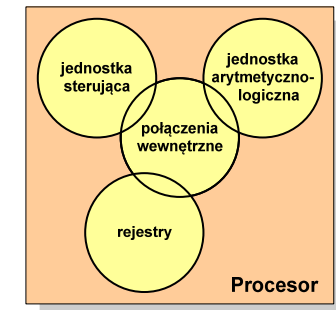 jednostka
sterująca
jednostka
arytmetyczno-
logiczna
połączenia
wewnętrzne
rejestry
Procesor